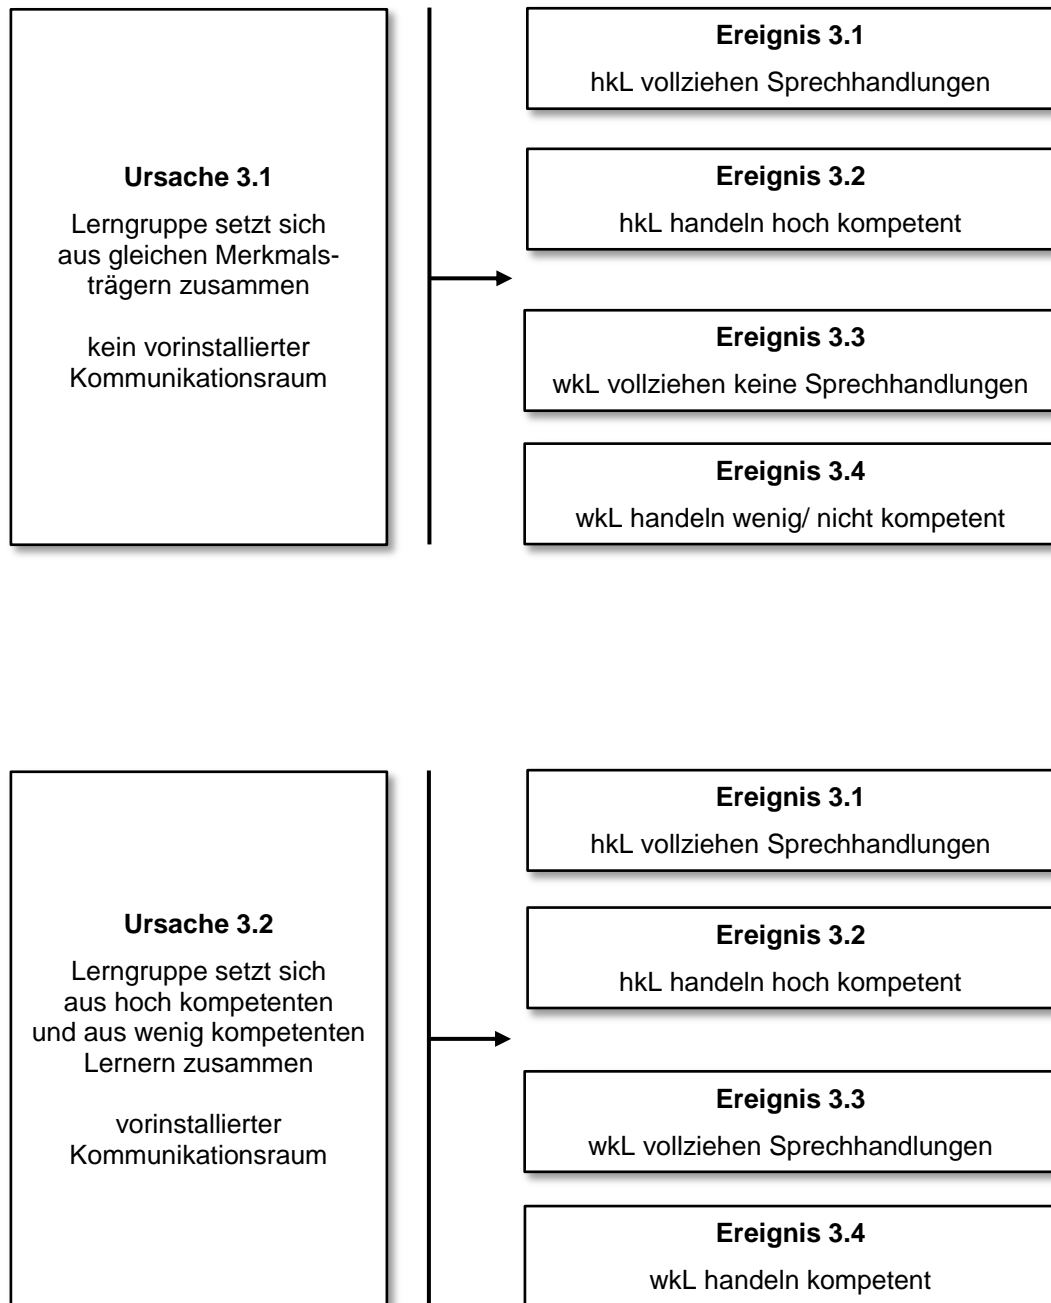 Ursache 3.1
Lerngruppe setzt sich
aus gleichen Merkmals-
trägern zusammen
kein vorinstallierter
Kommunikationsraum
Ereignis 3.1
hkL vollziehen Sprechhandlungen
Ereignis 3.2
hkL handeln hoch kompetent
Ereignis 3.3
wkL vollziehen keine Sprechhandlungen
Ereignis 3.4
wkL handeln wenig/ nicht kompetent
Ursache 3.2
Lerngruppe setzt sich
aus hoch kompetenten
und aus wenig kompetenten
Lernern zusammen
vorinstallierter
Kommunikationsraum
Ereignis 3.1
hkL vollziehen Sprechhandlungen
Ereignis 3.2
hkL handeln hoch kompetent
Ereignis 3.3
wkL vollziehen Sprechhandlungen
Ereignis 3.4
wkL handeln kompetent